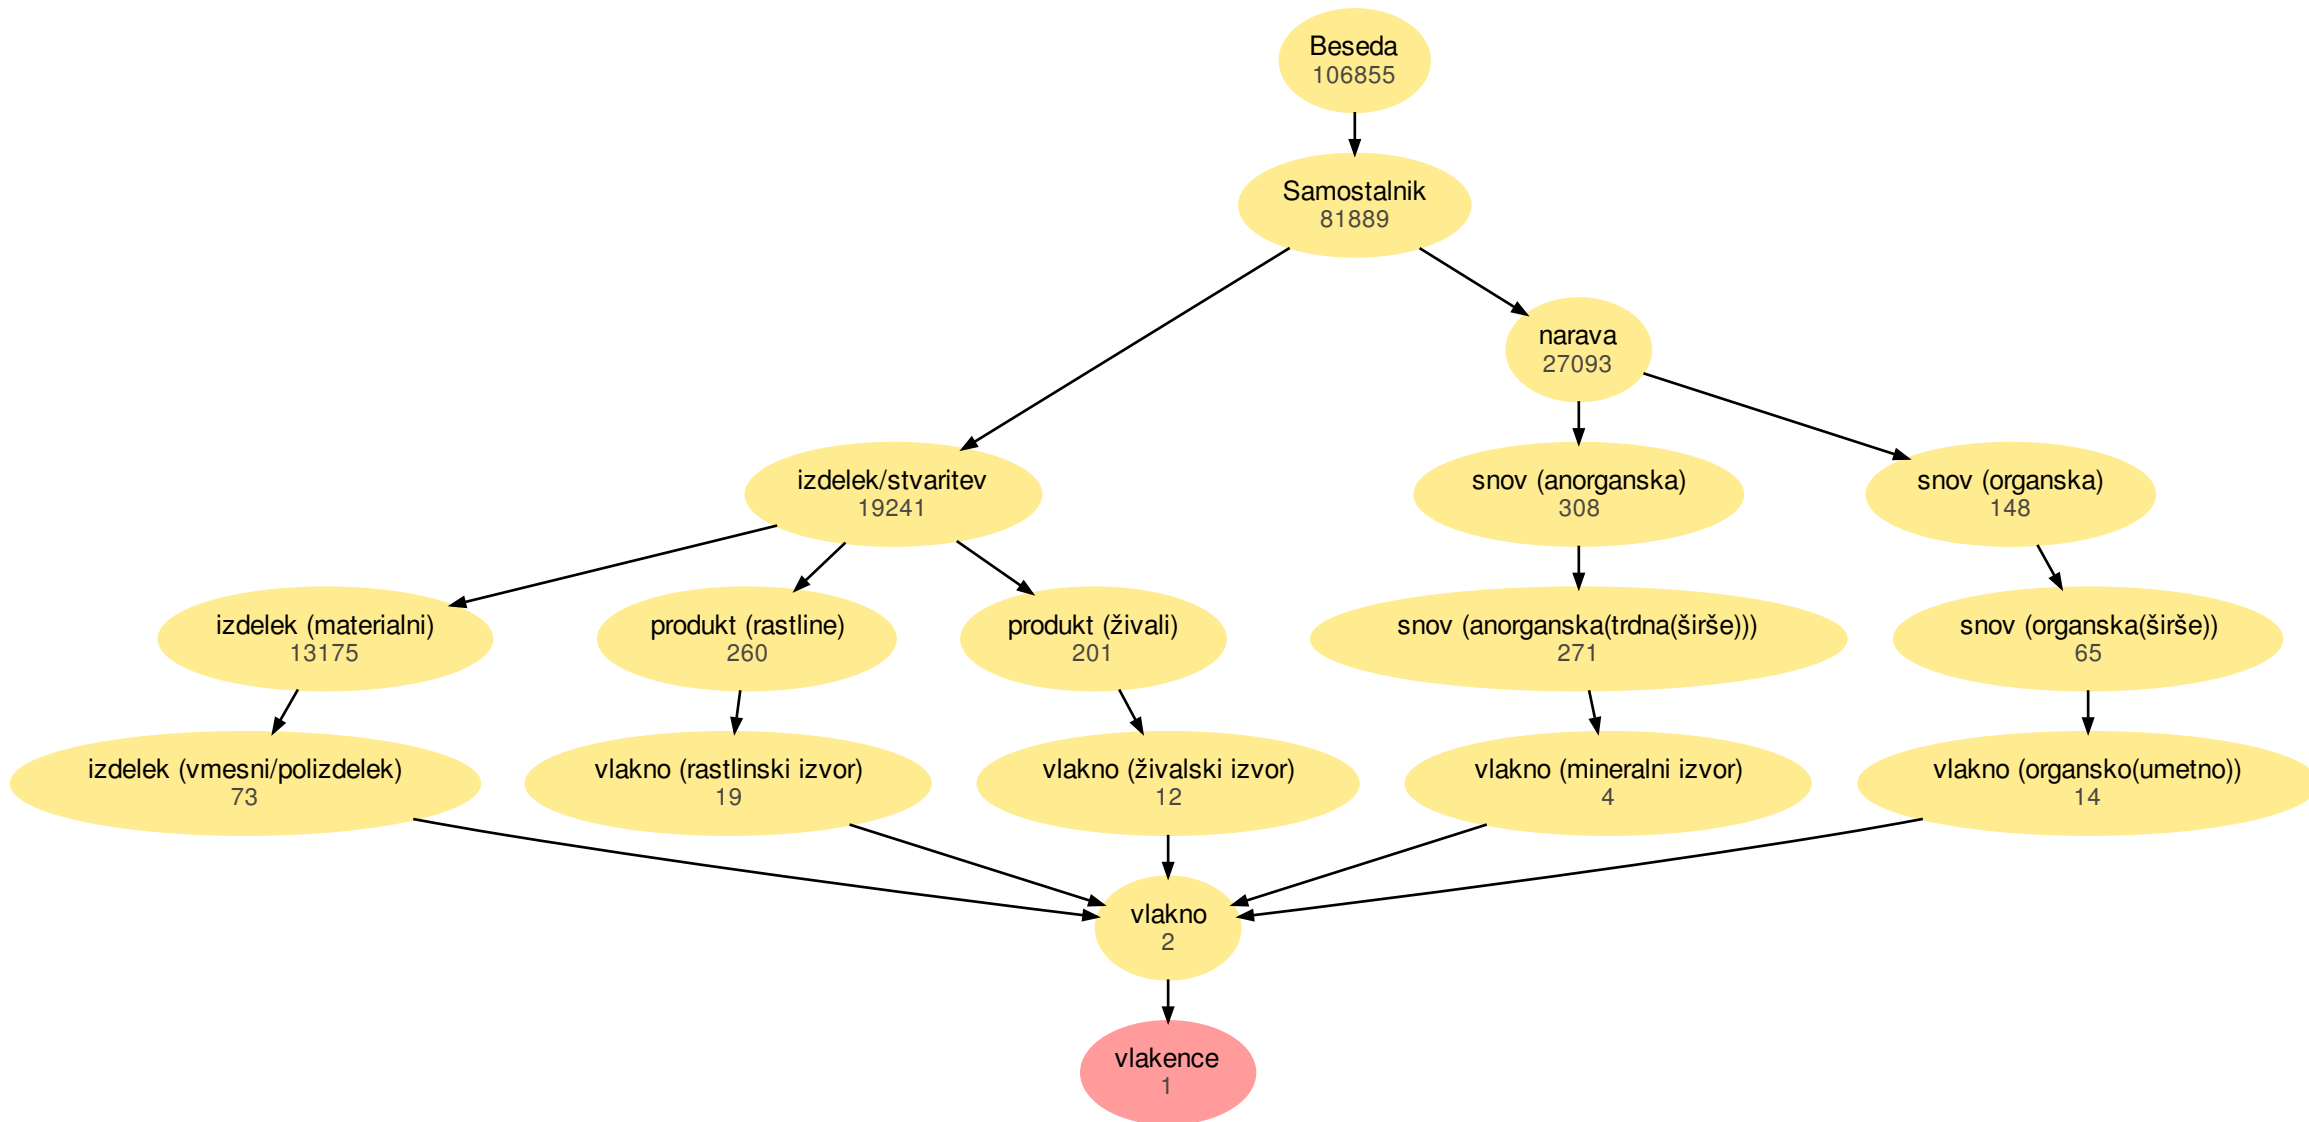 Beseda
106855
Samostalnik
81889
narava
27093
izdelek/stvaritev
19241
snov (anorganska)
308
snov (organska)
148
izdelek (materialni)
13175
produkt (rastline)
260
produkt (živali)
201
snov (anorganska(trdna(širše)))
271
snov (organska(širše))
65
izdelek (vmesni/polizdelek)
73
vlakno (rastlinski izvor)
19
vlakno (živalski izvor)
12
vlakno (mineralni izvor)
4
vlakno (organsko(umetno))
14
vlakno
2
vlakence
1